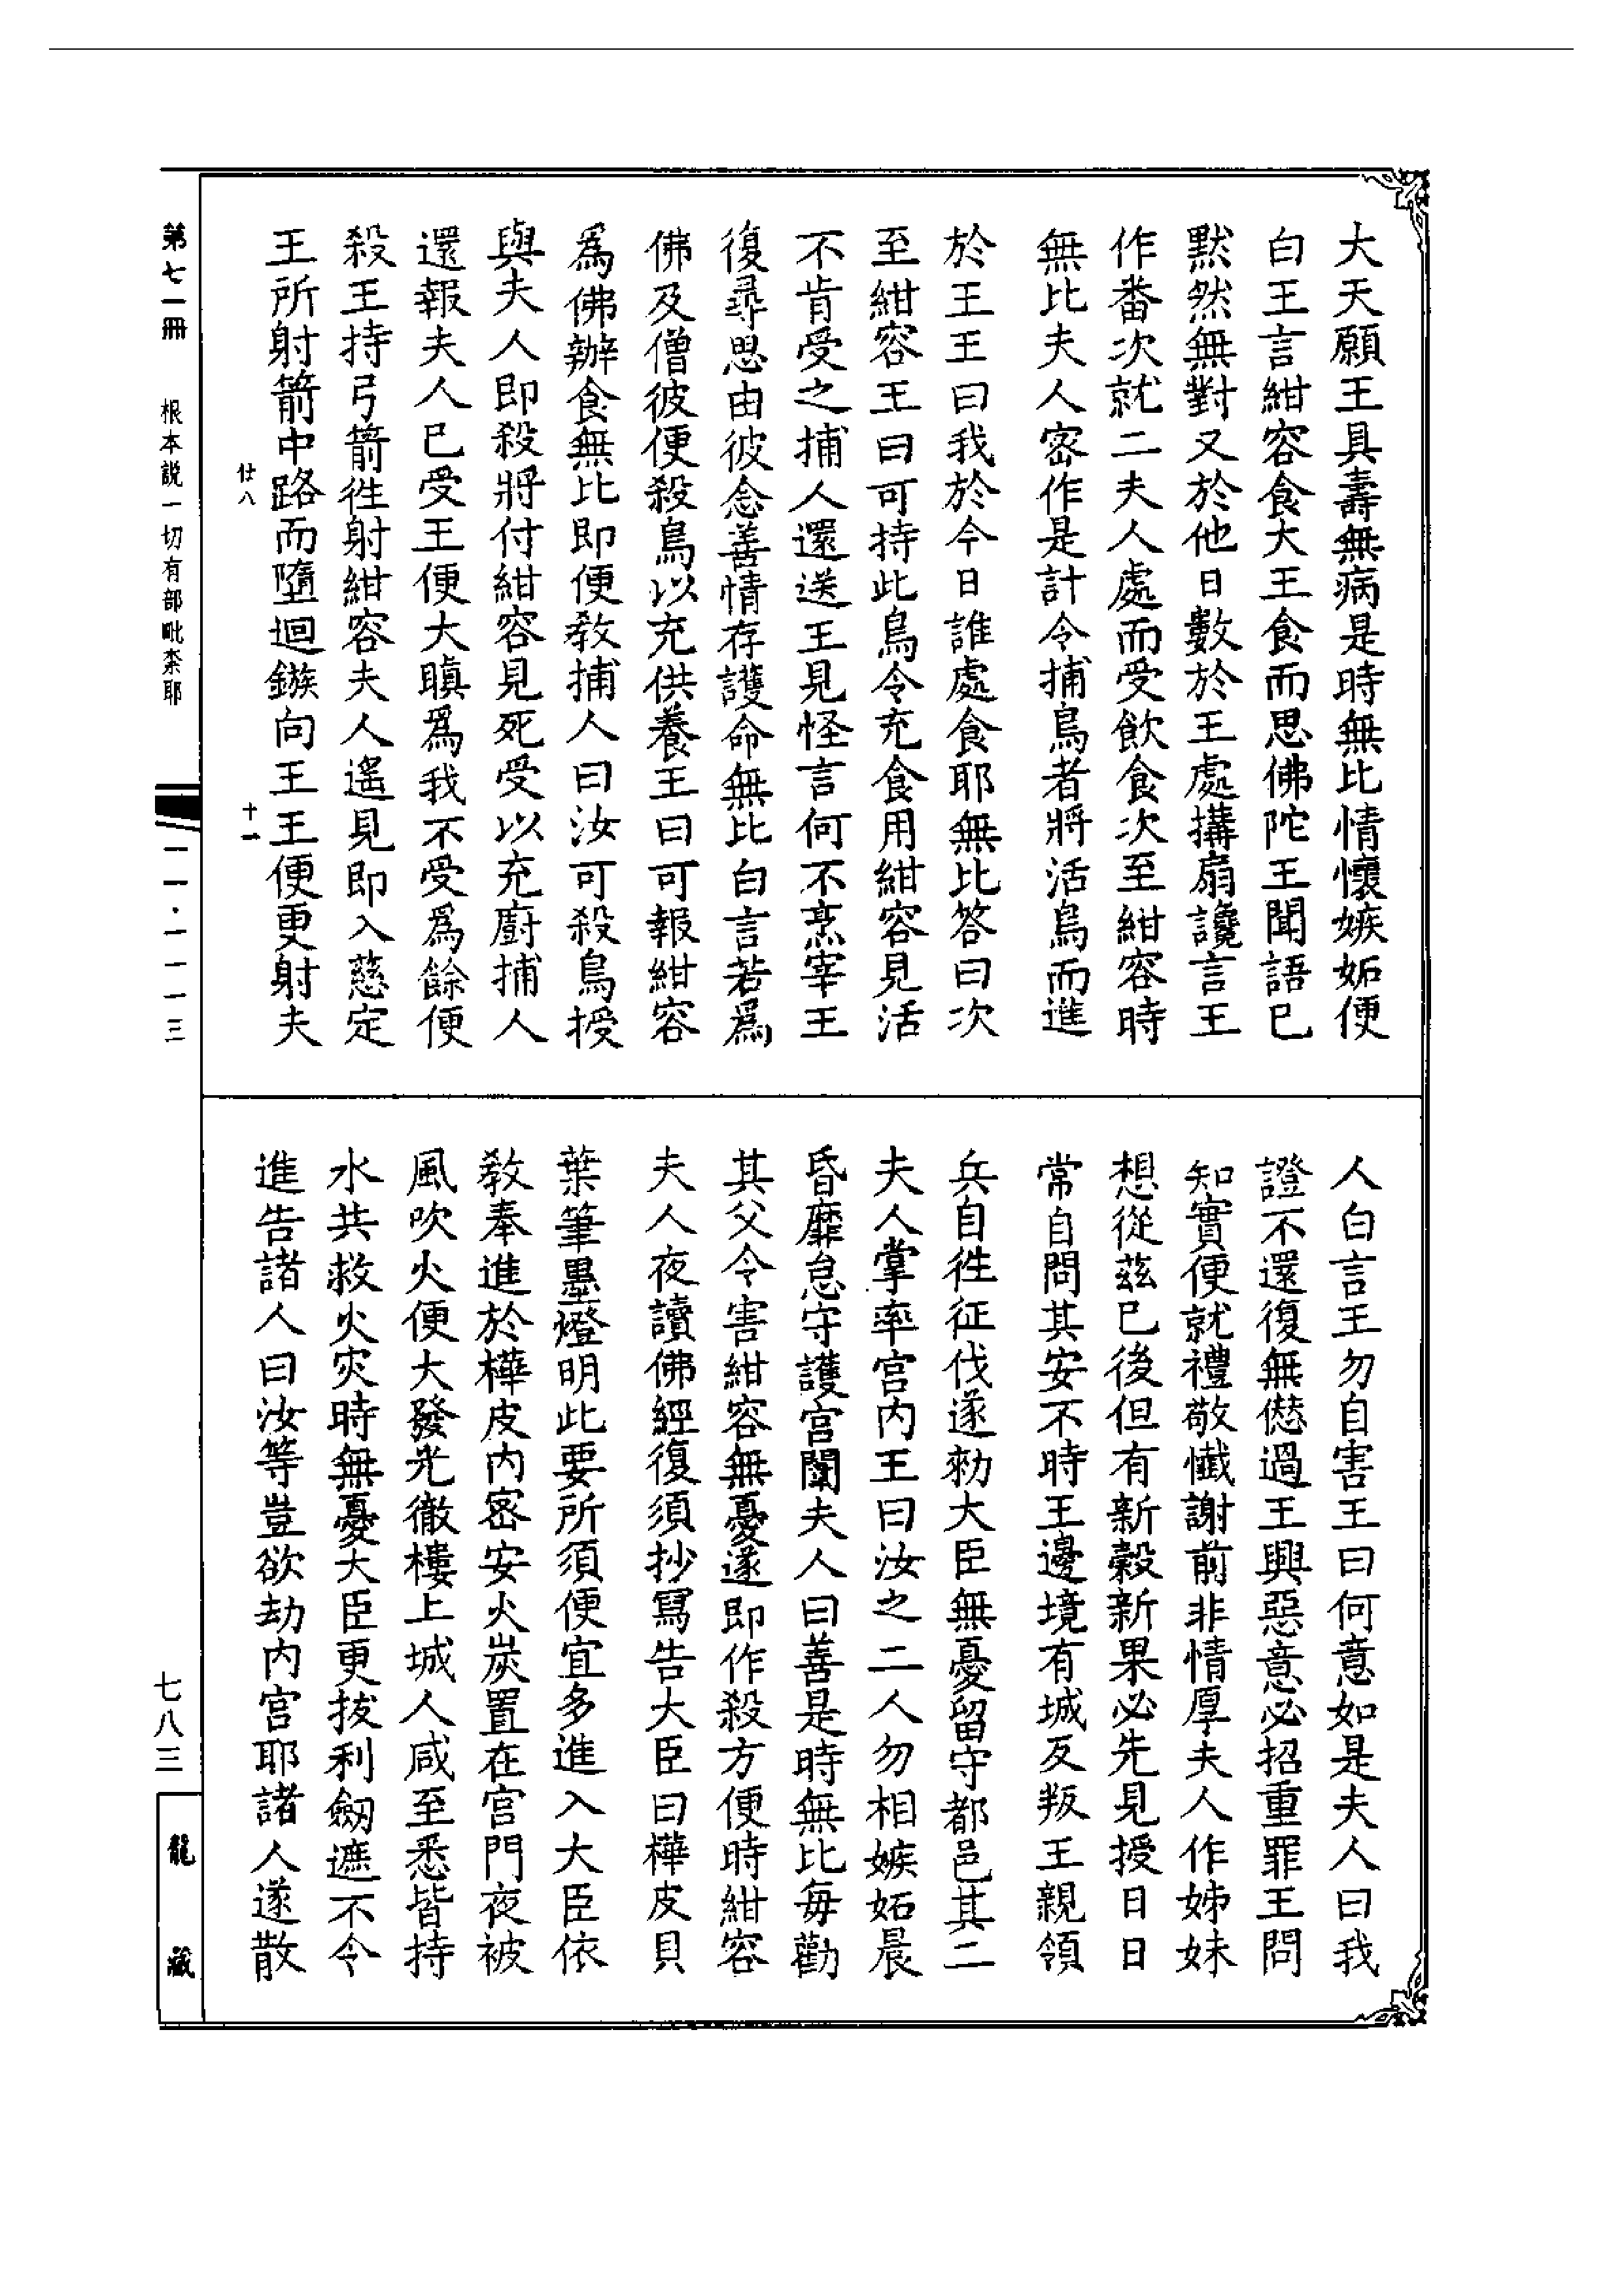 大天願王具壽無病是時無比情懷嫉妬便
白王言紺容食大王食而思佛陀王聞語已
默然無對又於他日數於王處搆扇讒言王
作番次就二夫人處而受飲食次至紺容時
無比夫人密作是計令捕鳥者將活鳥而進
於王王曰我於今日誰處食耶無比答曰次
至紺容王曰可持此鳥令充食用紺容見活
不肯受之捕人還送王見怪言何不烹宰王
復尋思由彼念善情存護命無比白言若爲
佛及僧彼便殺鳥以充供養王曰可報紺容
爲佛辦食無比即便教捕人曰汝可殺鳥授
與夫人即殺將付紺容見死受以充廚捕人
還報夫人已受王便大瞋爲我不受爲餘便
殺王持弓箭徃射紺容夫人遙見即入慈定
王所射箭中路而墮迴鏃向王王便更射夫
仕八
十一
人白言王勿自害王曰何意如是夫人曰我
證不還復無愆過王興惡意必招重罪王問
知實便就禮敬懺謝前非情厚夫人作姊妹
想從茲已後但有新穀新果必先見授日日
常自問其安不時王邊境有城反叛王親領
兵自徃征伐遂勑大臣無憂留守都邑其二
夫人掌率宮内王曰汝之二人勿相嫉妬晨
昏靡怠守護宮闈夫人曰善是時無比每勸
其父令害紺容無憂遂即作殺方便時紺容
夫人夜讀佛經復須抄寫告大臣曰樺皮貝
葉筆墨燈明此要所須便宜多進入大臣依
教奉進於樺皮内密安火炭置在宮門夜被
風吹火便大發光徹樓上城人咸至悉皆持
水共救火灾時無憂大臣更拔利劒遮不令
進告諸人曰汝等豈欲劫内宮耶諸人遂散
第七一冊
根本説一切有部毗柰耶
一一·一一一三
七八三
龍藏